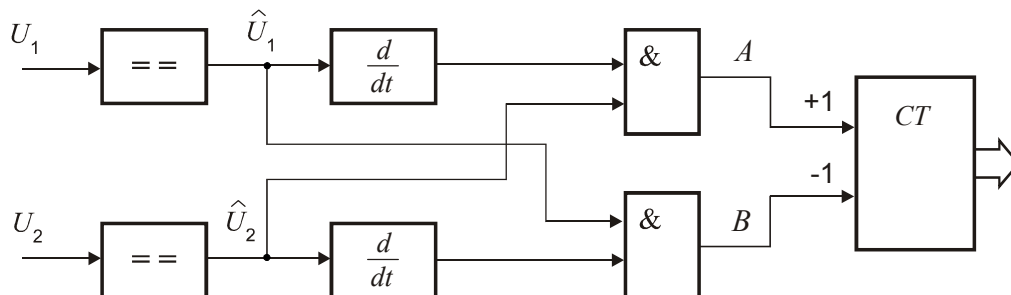 U₁
= =
Û₁
d
dt
&
A
+1
CT
-1
U₂
= =
Û₂
d
dt
&
B